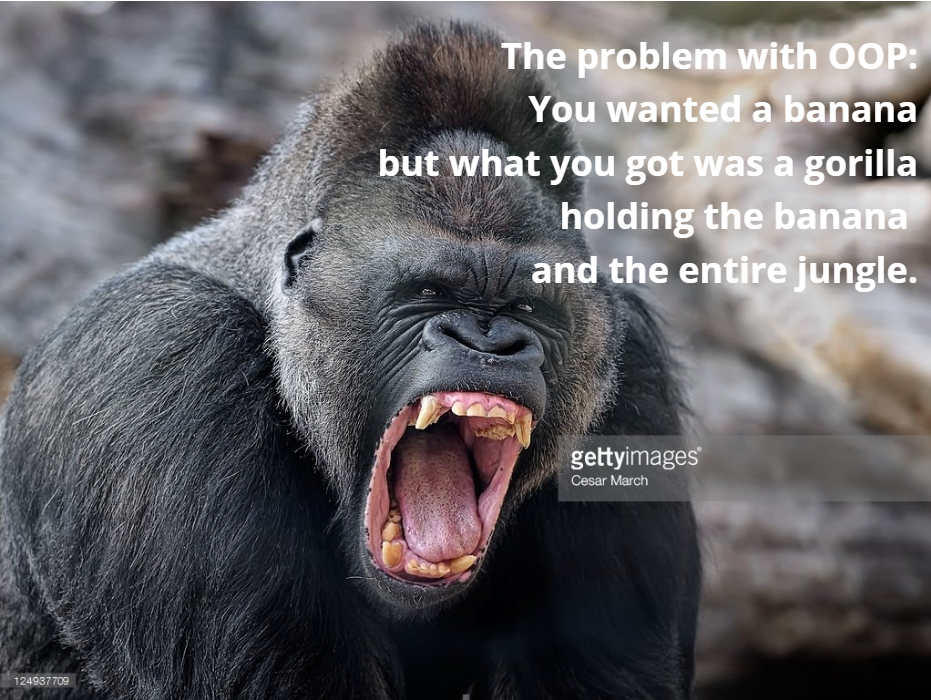 The problem with OOP:
You wanted a banana
but what you got was a gorilla
holding the banana
and the entire jungle.
gettyimages®
Cesar March
124937709